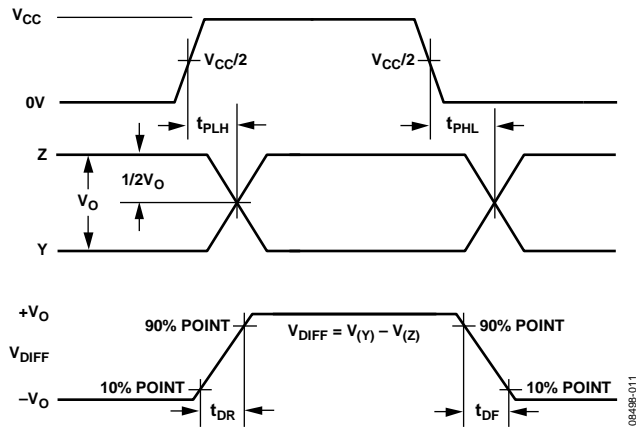 VCC
VCC/2
VCC/2
0V
tPLH
tPHL
Z
1/2VO
VO
Y
+VO
90% POINT
VDIFF = V(Y) – V(Z)
90% POINT
VDIFF
10% POINT
10% POINT
–VO
tDR
tDF
08498-011